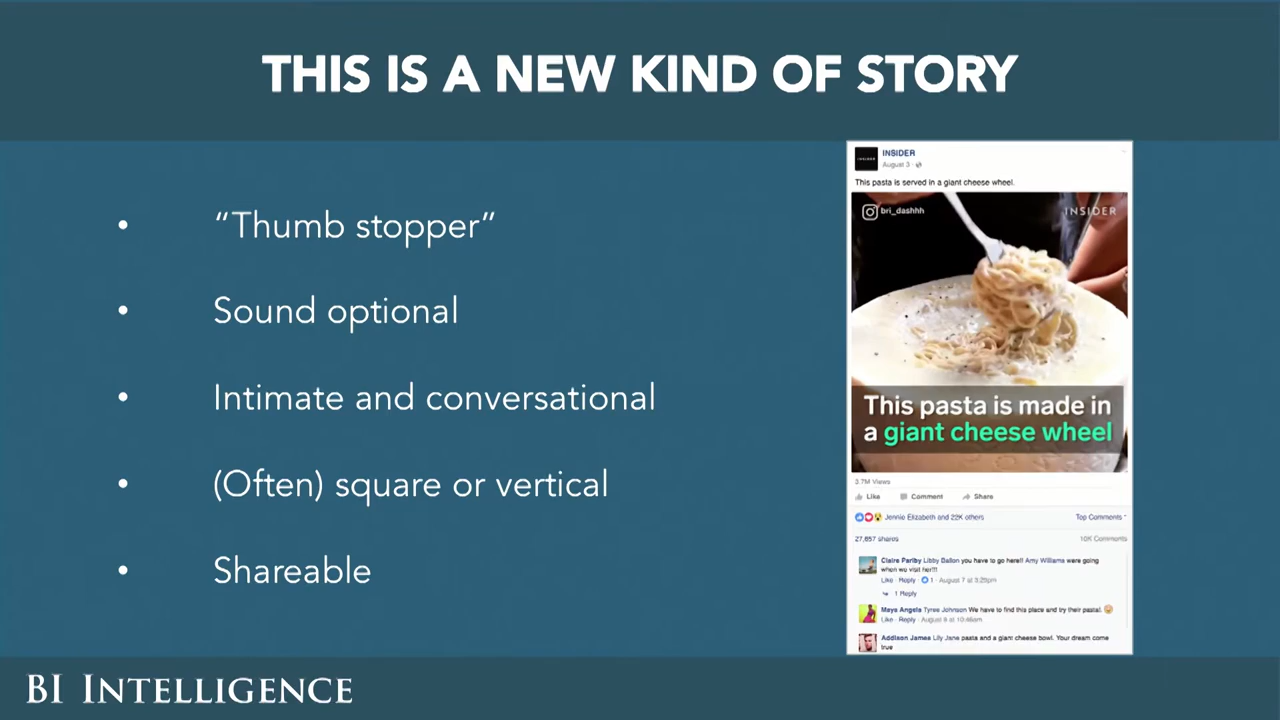 THIS IS A NEW KIND OF STORY
• “Thumb stopper”
• Sound optional
• Intimate and conversational
• (Often) square or vertical
• Shareable
INSIDER
August 3 ·
This pasta is served in a giant cheese wheel.
bri_dashhh
INSIDER
This pasta is made in
a giant cheese wheel
3.7M Views
Like Comment Share
Jennie Elizabeth and 22K others Top Comments
27,657 shares 10K Comments
Claire Pariby Libby Dallon you have to go here!! Amy Williams were going
when we visit her!!!
Like · Reply · 1 · August 7 at 3:25pm
1 Reply
Maya Angela Tyree Johnson We have to find this place and try their pasta!
Like · Reply · August 8 at 10:46am
Addison James Lily Jane pasta and a giant cheese bowl. Your dream come
true
BI INTELLIGENCE